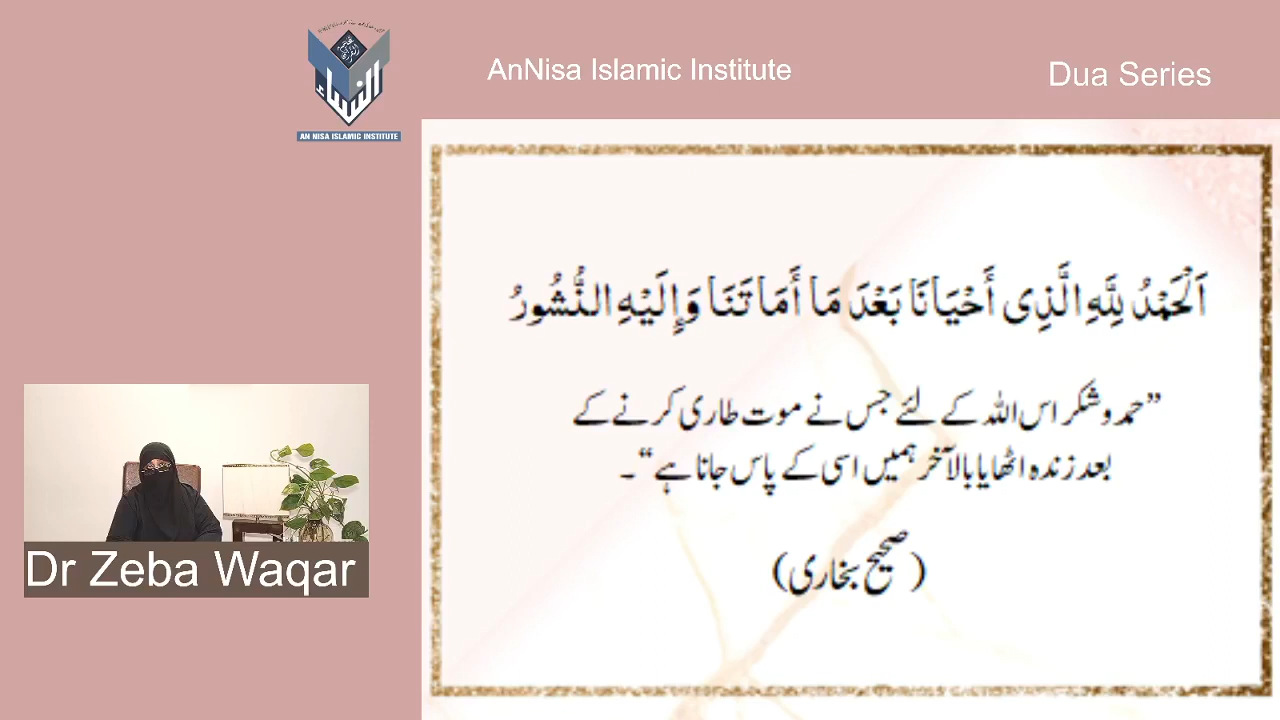 AnNisa Islamic Institute
Dua Series
النساء
AN NISA ISLAMIC INSTITUTE
اَلْحَمْدُ لِلَّهِ الَّذِى أَحْيَانَا بَعْدَ مَا أَمَاتَنَا وَإِلَيْهِ النُّشُورُ
”حمد و شکر اس اللہ کے لئے جس نے موت طاری کرنے کے
بعد زندہ اٹھایا بالآخر ہمیں اسی کے پاس جانا ہے“۔
(صحیح بخاری)
Dr Zeba Waqar